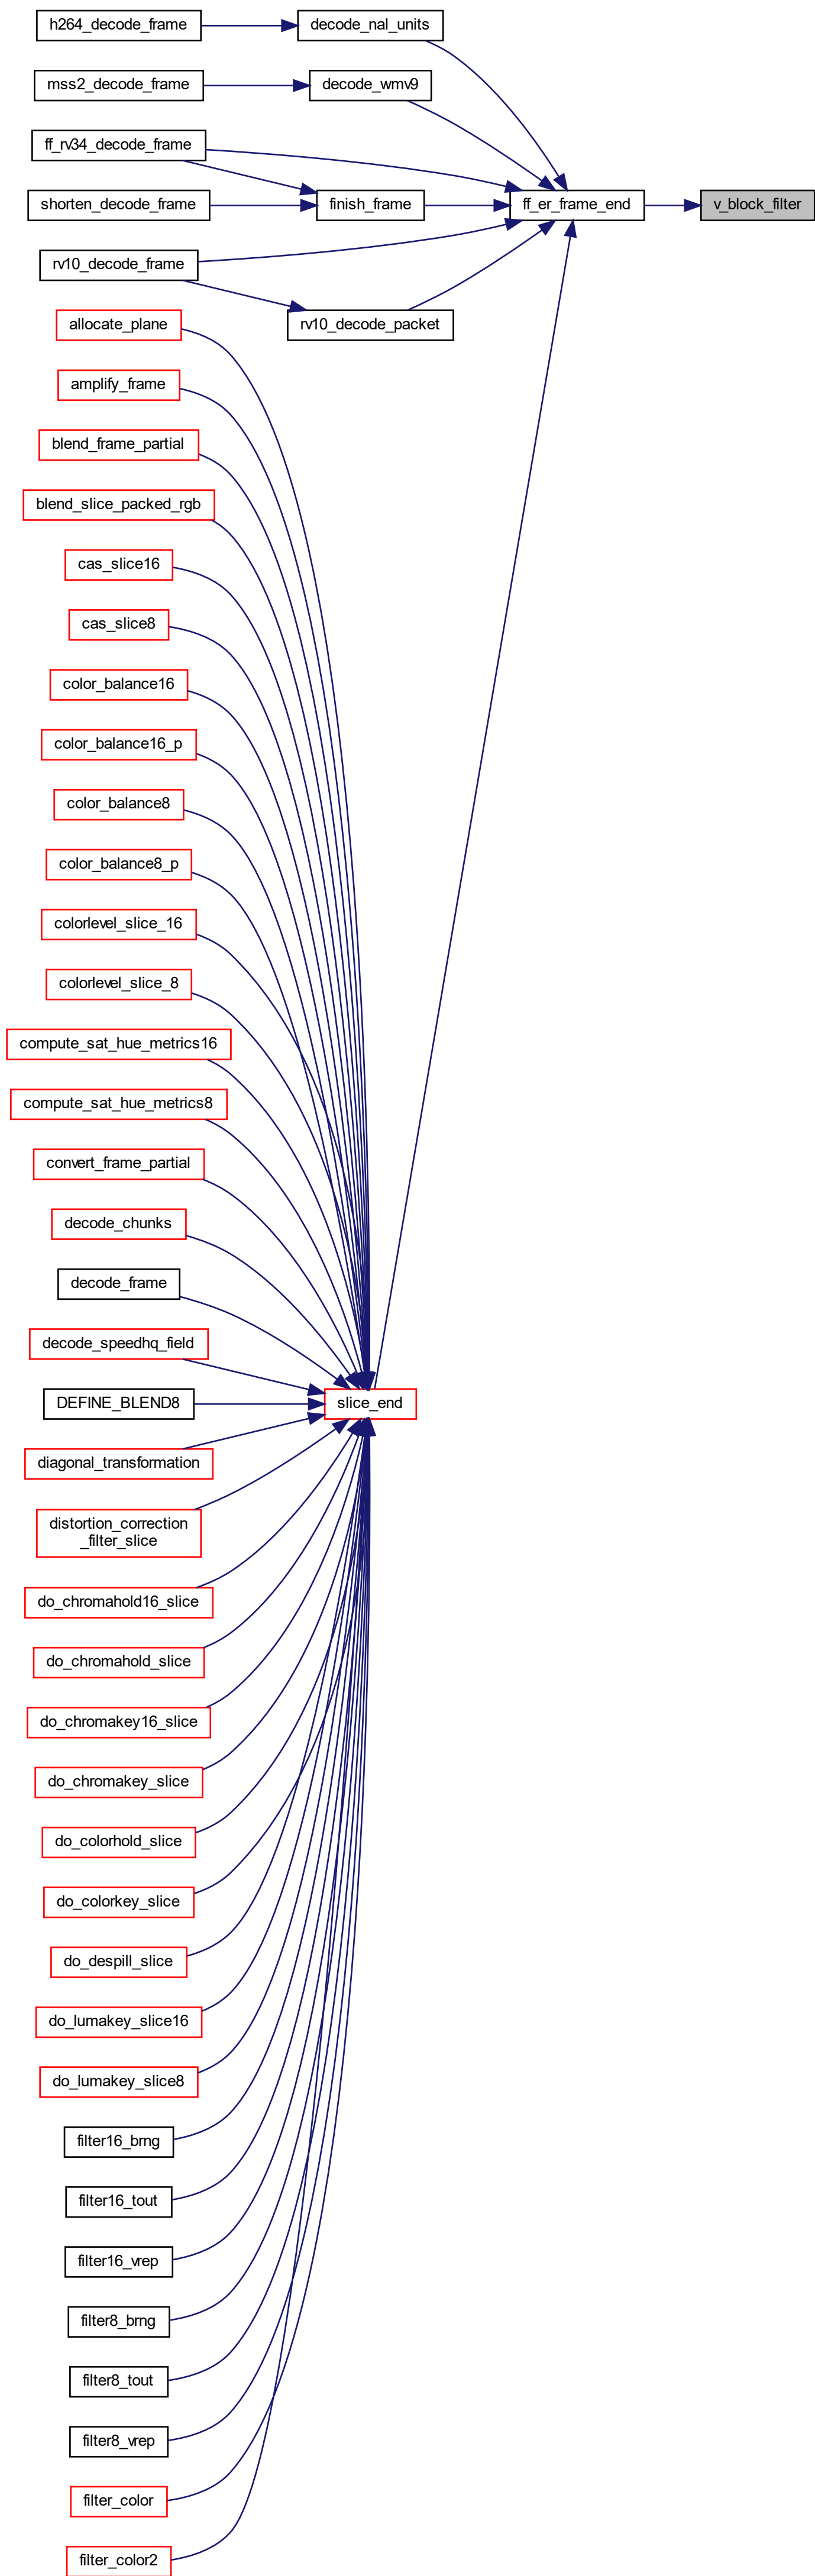 h264_decode_frame
decode_nal_units
mss2_decode_frame
decode_wmv9
ff_rv34_decode_frame
shorten_decode_frame
finish_frame
ff_er_frame_end
v_block_filter
rv10_decode_frame
rv10_decode_packet
allocate_plane
amplify_frame
blend_frame_partial
blend_slice_packed_rgb
cas_slice16
cas_slice8
color_balance16
color_balance16_p
color_balance8
color_balance8_p
colorlevel_slice_16
colorlevel_slice_8
compute_sat_hue_metrics16
compute_sat_hue_metrics8
convert_frame_partial
decode_chunks
decode_frame
decode_speedhq_field
DEFINE_BLEND8
slice_end
diagonal_transformation
distortion_correction
_filter_slice
do_chromahold16_slice
do_chromahold_slice
do_chromakey16_slice
do_chromakey_slice
do_colorhold_slice
do_colorkey_slice
do_despill_slice
do_lumakey_slice16
do_lumakey_slice8
filter16_brng
filter16_tout
filter16_vrep
filter8_brng
filter8_tout
filter8_vrep
filter_color
filter_color2